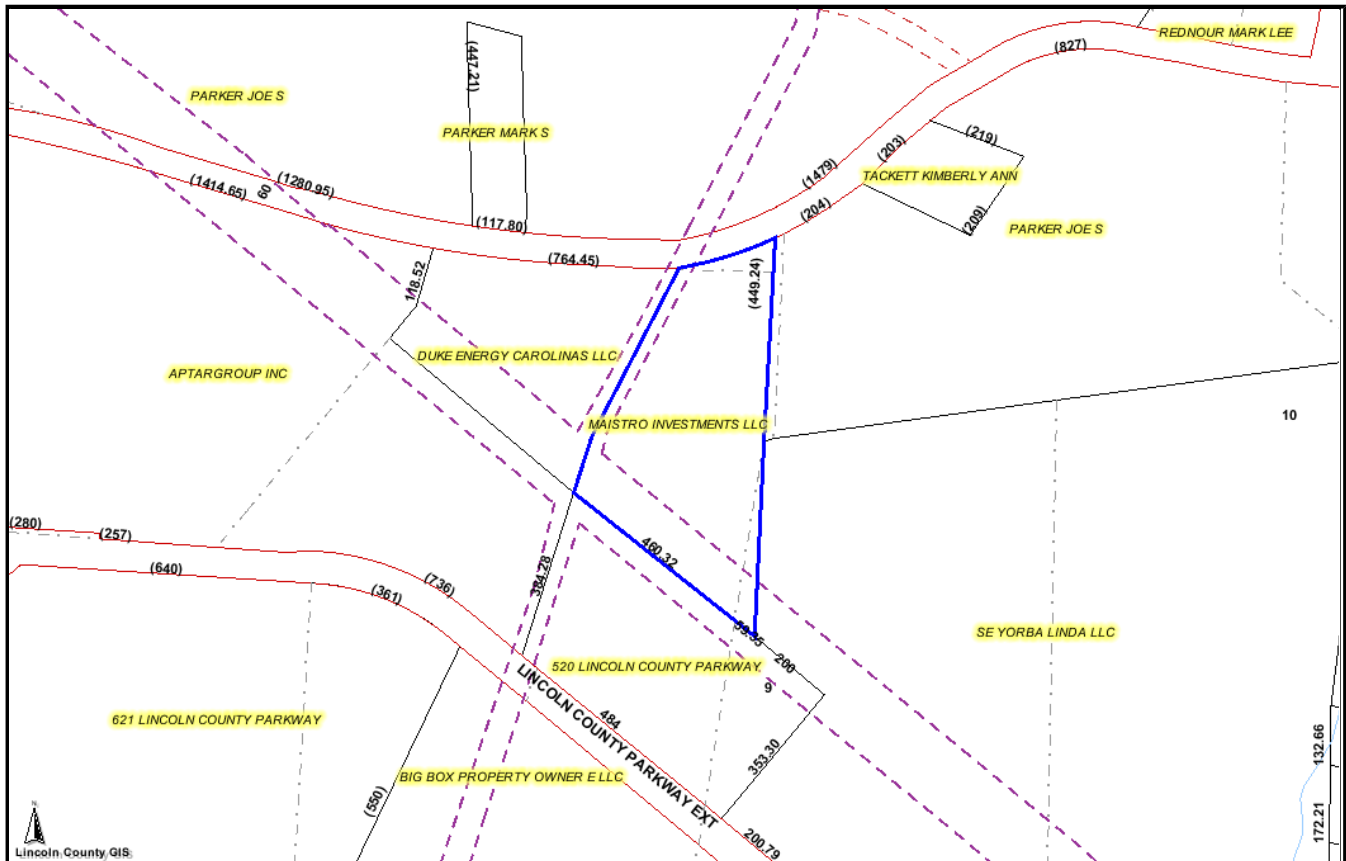 REDNOUR MARK LEE
(827)
(447.21)
PARKER JOE S
PARKER MARK S
(219)
(203)
(1479)
TACKETT KIMBERLY ANN
(1414.65)
60
(1280.95)
(204)
(209)
(117.80)
PARKER JOE S
(764.45)
(449.24)
118.52
DUKE ENERGY CAROLINAS LLC
APTARGROUP INC
MAISTRO INVESTMENTS LLC
10
(280)
(257)
460.32
(640)
(736)
384.28
(361)
59.35
SE YORBA LINDA LLC
200
520 LINCOLN COUNTY PARKWAY
9
621 LINCOLN COUNTY PARKWAY
484
LINCOLN COUNTY PARKWAY EXT
132.66
353.30
BIG BOX PROPERTY OWNER E LLC
(550)
172.21
200.79
N
Lincoln County GIS